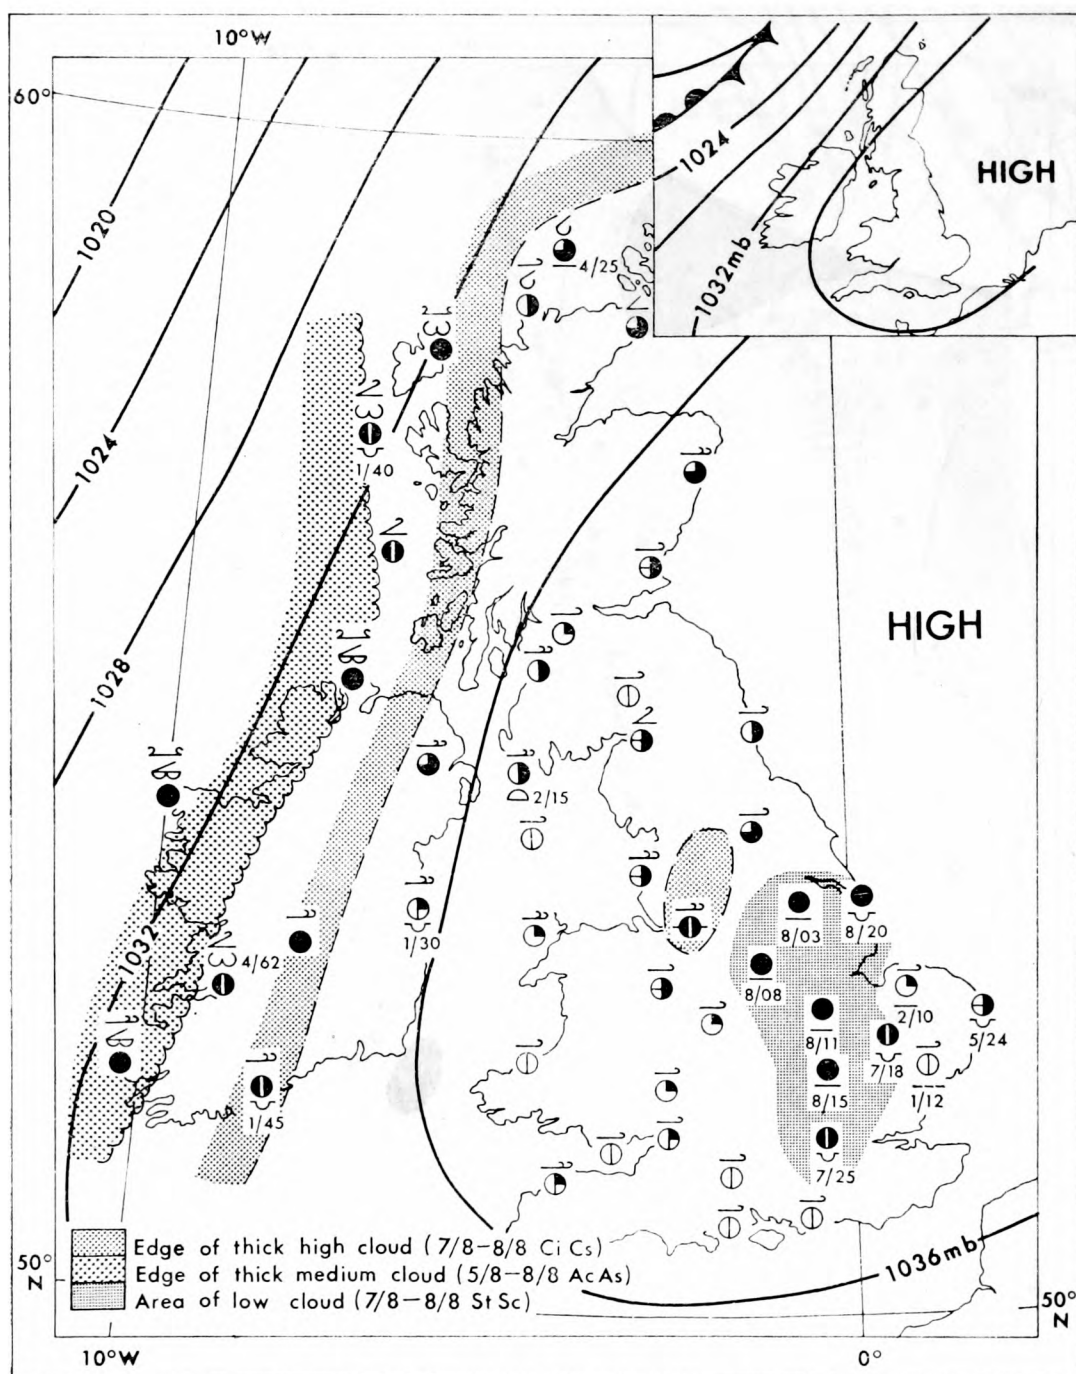 10°W
60°
1024
HIGH
1032mb
1020
4/25
1024
1/40
HIGH
1028
2/15
1032
4/62
1/30
8/03
8/20
8/08
2/10
5/24
8/11
7/18
8/15
1/12
1/45
7/25
Edge of thick high cloud (7/8–8/8 Ci Cs)
Edge of thick medium cloud (5/8–8/8 Ac As)
Area of low cloud (7/8–8/8 St Sc)
1036mb
50°
N
50°
N
10°W
0°